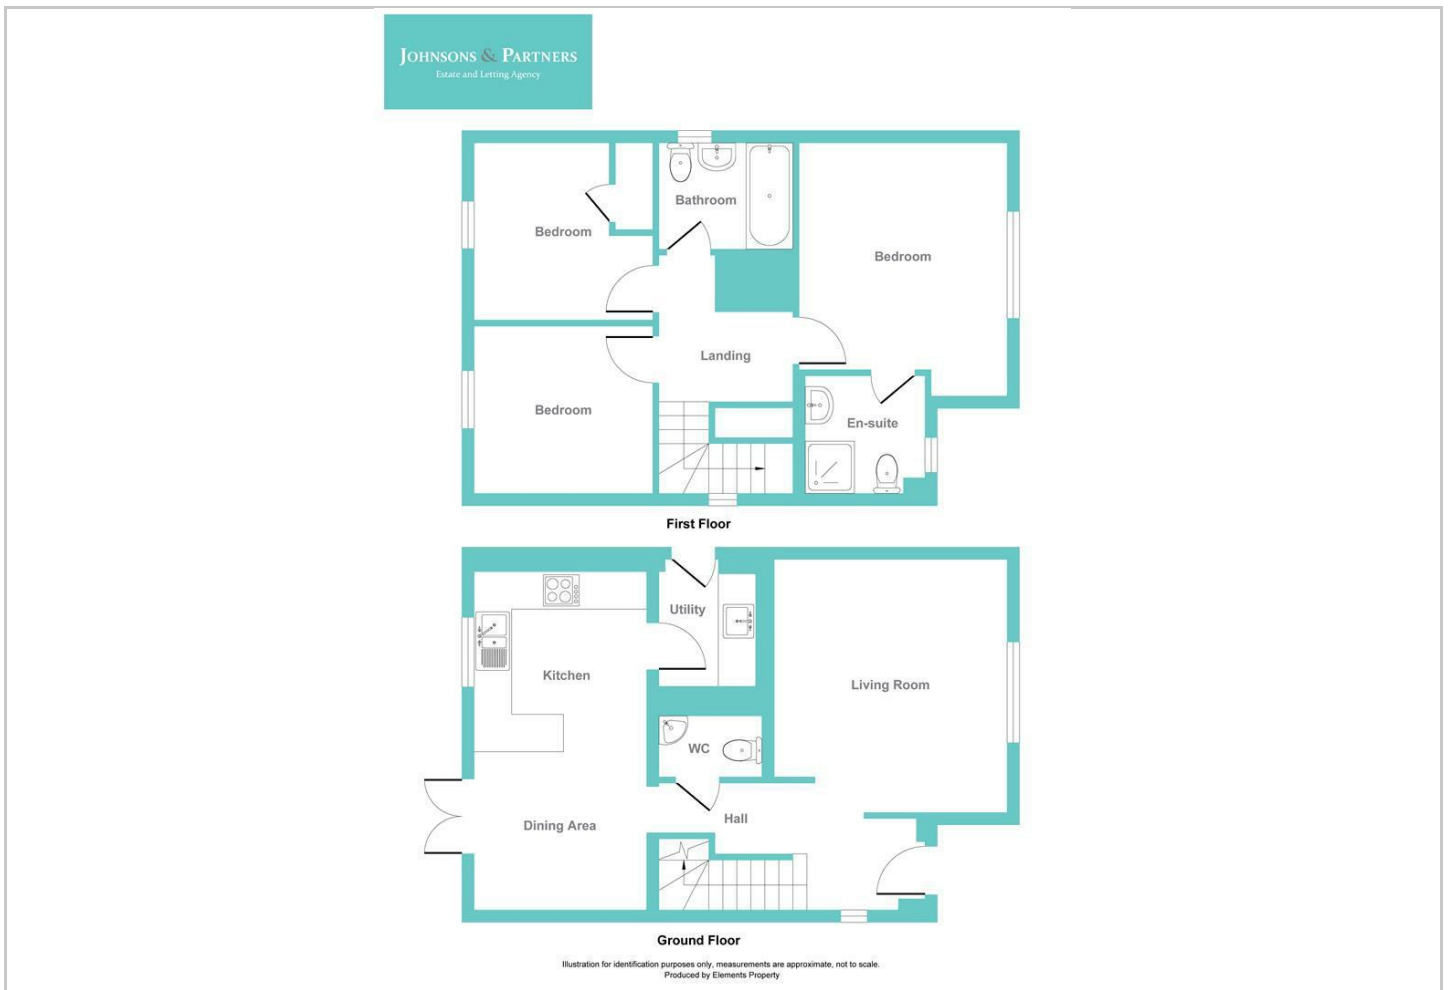 JOHNSONS & PARTNERS
Estate and Letting Agency
Bathroom
Bedroom
Bedroom
Landing
Bedroom
En-suite
First Floor
Utility
Kitchen
Living Room
WC
Hall
Dining Area
Ground Floor
Illustration for identification purposes only, measurements are approximate, not to scale.
Produced by Elements Property